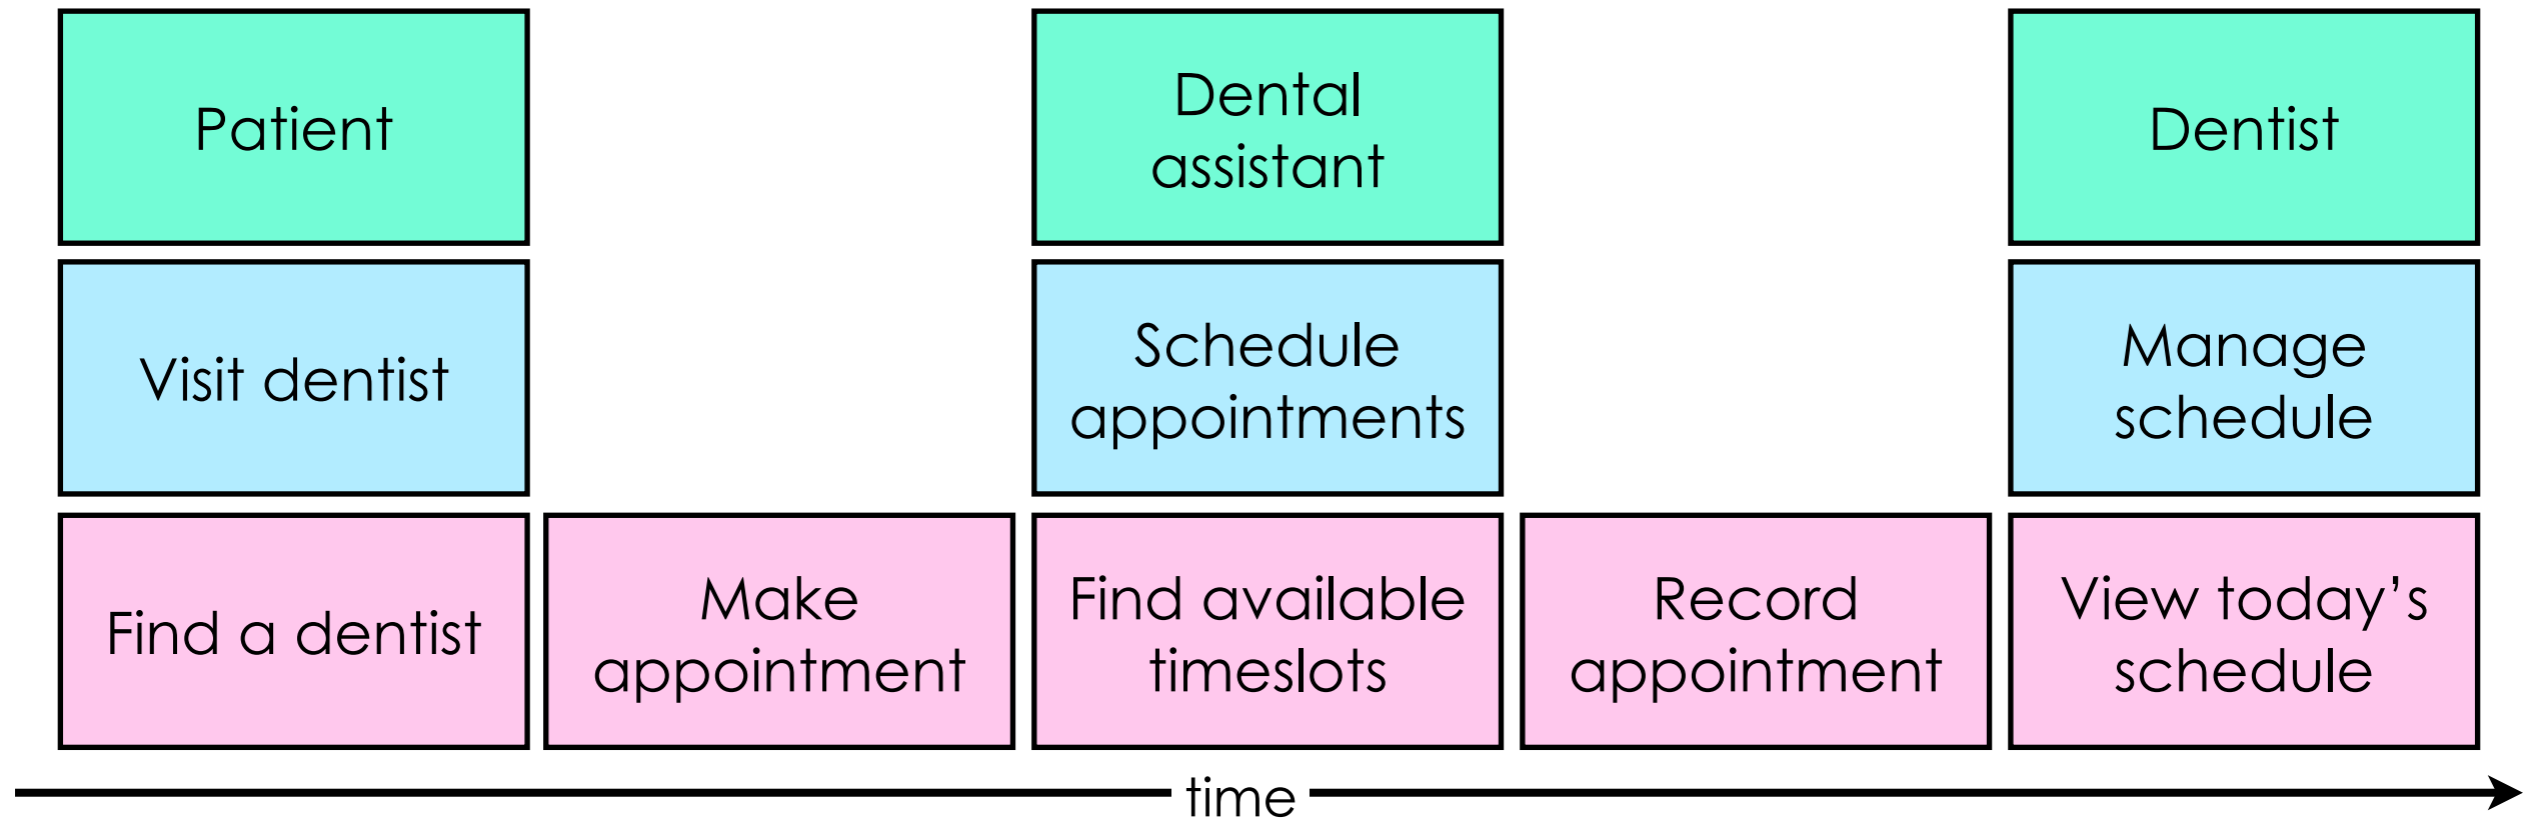 Patient
Dental
assistant
Dentist
Visit dentist
Schedule
appointments
Manage
schedule
Find a dentist
Make
appointment
Find available
timeslots
Record
appointment
View today’s
schedule
time